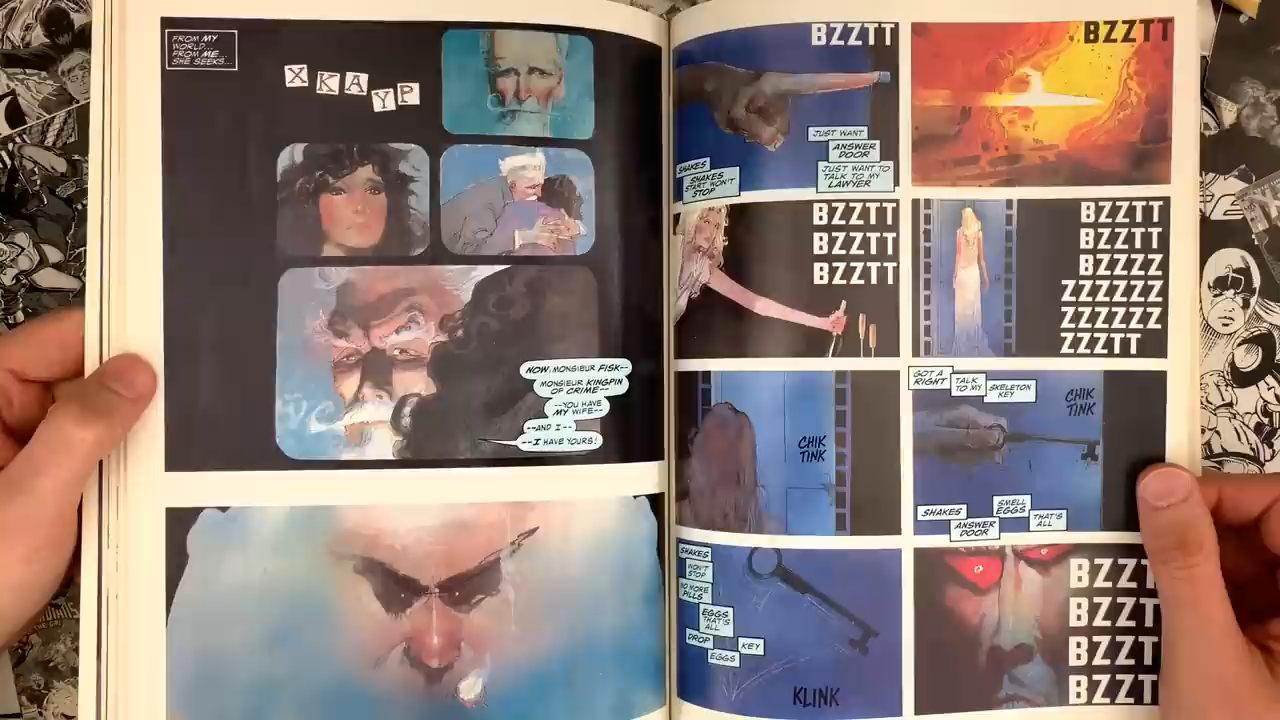 FROM MY
WORLD...
FROM ME...
SHE SEEKS...
XKAYP
NOW, MONSIEUR FISK--
MONSIEUR KINGPIN
OF CRIME--
--YOU HAVE
MY WIFE--
--AND I--
--I HAVE YOURS!
BZZTT
JUST WANT
ANSWER
DOOR
JUST WANT TO
TALK TO MY
LAWYER
SHAKES
SHAKES
START WON'T
STOP
BZZTT
BZZTT
BZZTT
BZZTT
BZZTT
BZZTT
BZZZZ
ZZZZZZ
ZZZZZZ
ZZZTT
CHIK
TINK
GOT A
RIGHT
TALK
TO MY
SKELETON
KEY
CHIK
TINK
SHAKES
ANSWER
DOOR
SMELL
EGGS
THAT'S
ALL
SHAKES
WON'T
STOP
NO MORE
PILLS
EGGS
THAT'S
ALL
DROP
KEY
EGGS
KLINK
BZZT
BZZT
BZZT
BZZT